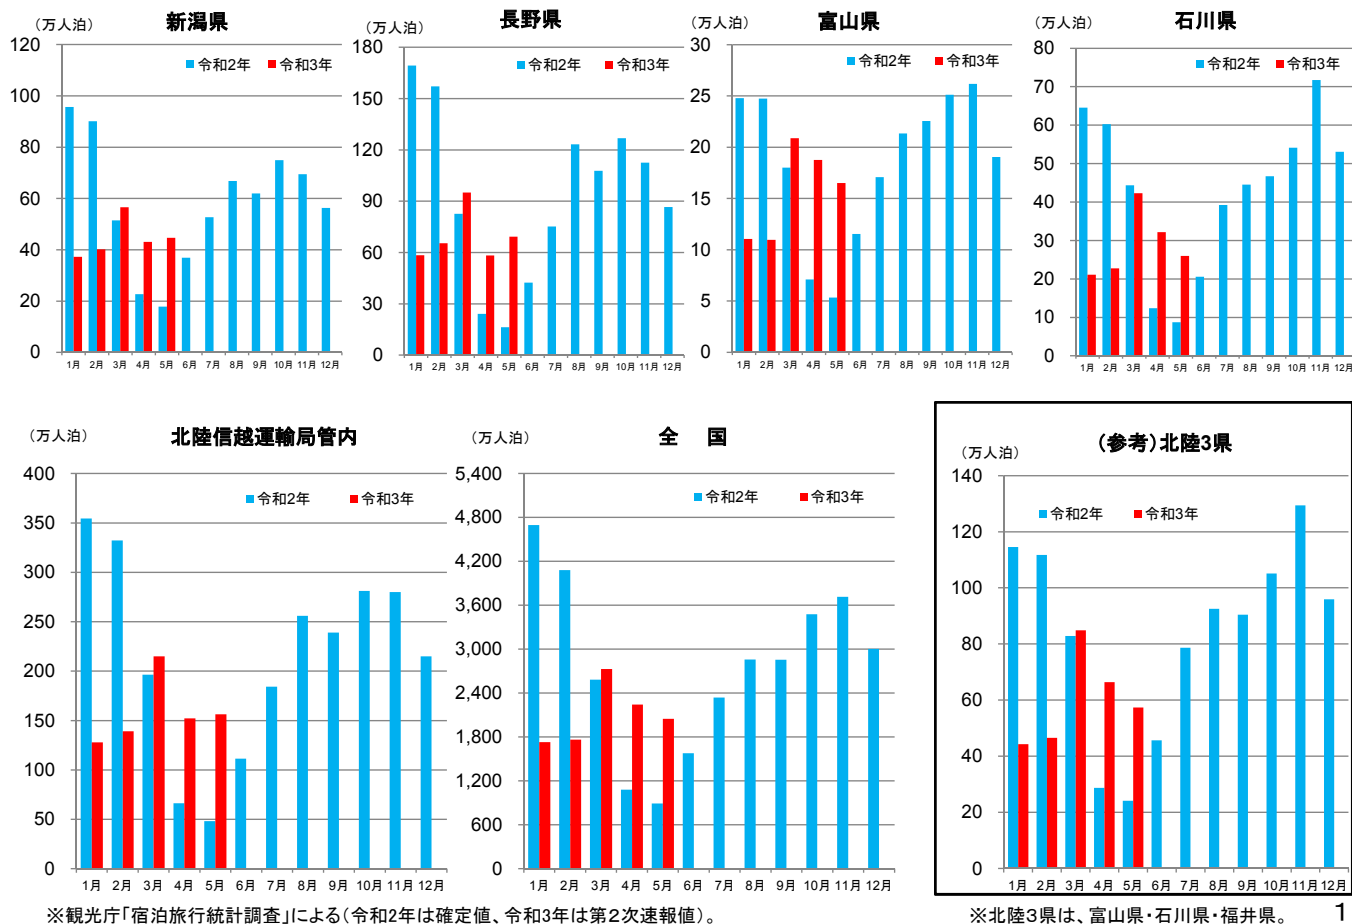 新潟県
（万人泊）
令和2年 令和3年
120
100
80
60
40
20
0
1月 2月 3月 4月 5月 6月 7月 8月 9月 10月 11月 12月
長野県
（万人泊）
令和2年 令和3年
180
150
120
90
60
30
0
1月 2月 3月 4月 5月 6月 7月 8月 9月 10月 11月 12月
富山県
（万人泊）
令和2年 令和3年
30
25
20
15
10
5
0
1月 2月 3月 4月 5月 6月 7月 8月 9月 10月 11月 12月
石川県
（万人泊）
令和2年 令和3年
80
70
60
50
40
30
20
10
0
1月 2月 3月 4月 5月 6月 7月 8月 9月 10月 11月 12月
北陸信越運輸局管内
（万人泊）
令和2年 令和3年
400
350
300
250
200
150
100
50
0
1月 2月 3月 4月 5月 6月 7月 8月 9月 10月 11月 12月
全 国
（万人泊）
令和2年 令和3年
5,400
4,800
4,200
3,600
3,000
2,400
1,800
1,200
600
0
1月 2月 3月 4月 5月 6月 7月 8月 9月 10月 11月 12月
（参考）北陸3県
（万人泊）
令和2年 令和3年
140
120
100
80
60
40
20
0
1月 2月 3月 4月 5月 6月 7月 8月 9月 10月 11月 12月
※観光庁「宿泊旅行統計調査」による（令和2年は確定値、令和3年は第2次速報値）。
※北陸３県は、富山県・石川県・福井県。
1